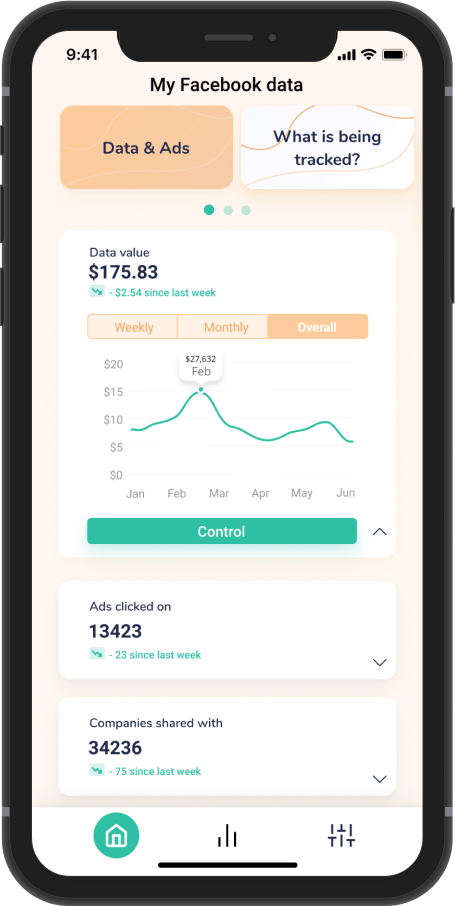 9:41
My Facebook data
Data & Ads
What is being
tracked?
Data value
$175.83
- $2.54 since last week
Weekly Monthly Overall
$27,632
Feb
$20
$15
$10
$5
$0
Jan Feb Mar Apr May Jun
Control
Ads clicked on
13423
- 23 since last week
Companies shared with
34236
- 75 since last week